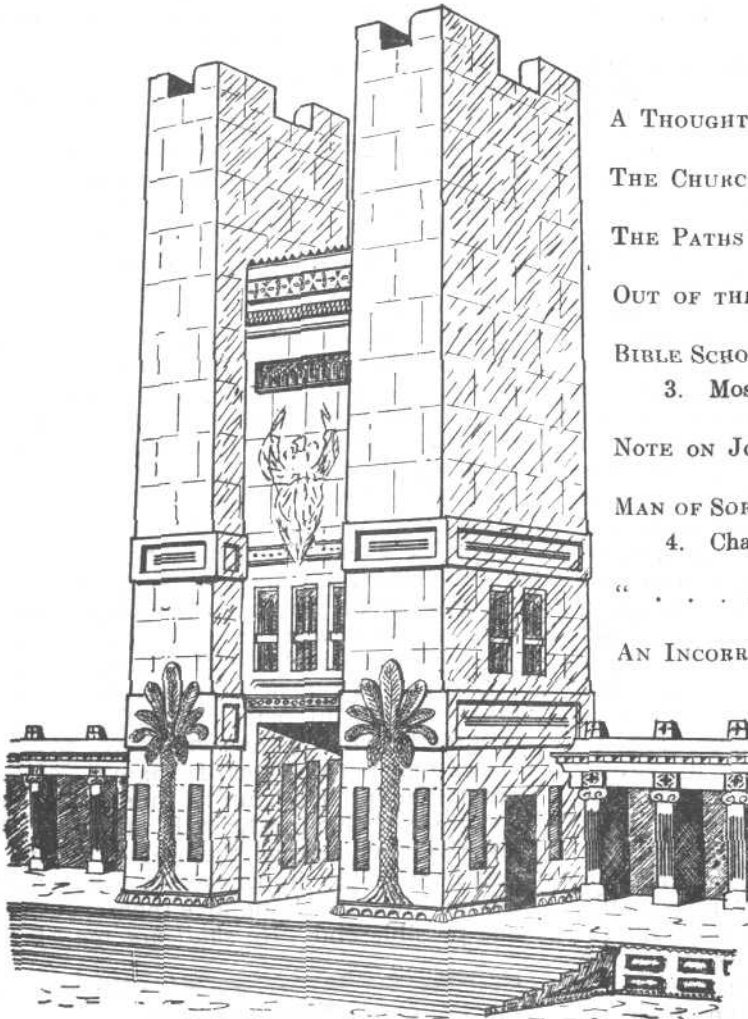 A THOUGHT
THE CHURC
THE PATHS
OUT OF THE
BIBLE SCHO
3. Mos
NOTE ON JO
MAN OF SOR
4. Cha
“ . . .
AN INCORR